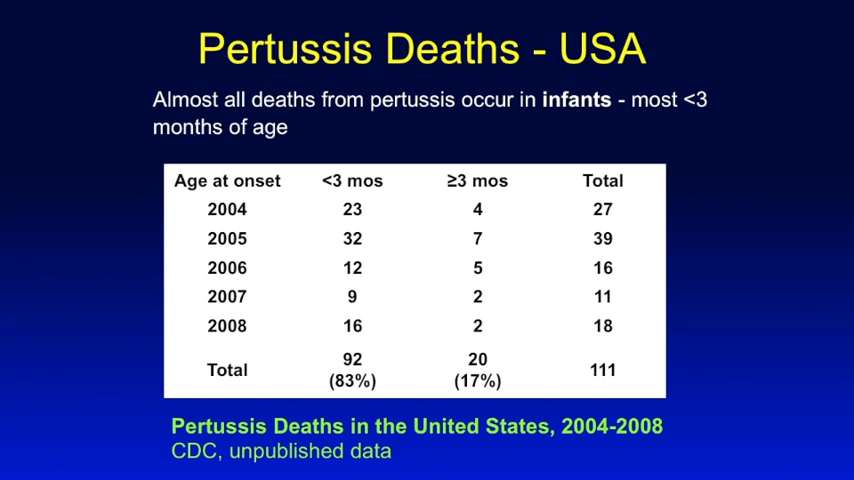 Pertussis Deaths - USA
Almost all deaths from pertussis occur in infants - most <3
months of age
Age at onset <3 mos ≥3 mos Total
2004 23 4 27
2005 32 7 39
2006 12 5 16
2007 9 2 11
2008 16 2 18
Total 92 (83%) 20 (17%) 111
Pertussis Deaths in the United States, 2004-2008
CDC, unpublished data